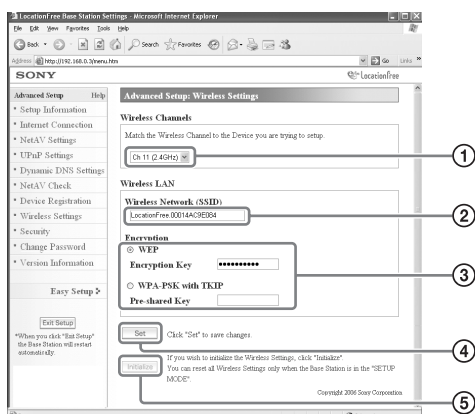 LocationFree Base Station Settings - Microsoft Internet Explorer
File Edit View Favorites Tools Help
Back Search Favorites
Address http://192.168.0.3/menu.htm Go Links
SONY LocationFree
Advanced Setup Help
Setup Information
Internet Connection
NetAV Settings
UPnP Settings
Dynamic DNS Settings
NetAV Check
Device Registration
Wireless Settings
Security
Change Password
Version Information
Easy Setup
Exit Setup
*When you click "Exit Setup"
the Base Station will restart
automatically.
Advanced Setup: Wireless Settings
Wireless Channels
Match the Wireless Channel to the Device you are trying to setup.
Ch 11 (2.4GHz)
1
Wireless LAN
Wireless Network (SSID)
LocationFree.00014AC9E084
2
Encryption
WEP
Encryption Key ••••••••••
3
WPA-PSK with TKIP
Pre-shared Key
Set Click "Set" to save changes.
4
Initialize If you wish to initialize the Wireless Settings, click "Initialize".
You can reset all Wireless Settings only when the Base Station is in the "SETUP
MODE".
5
Copyright 2006 Sony Corporation